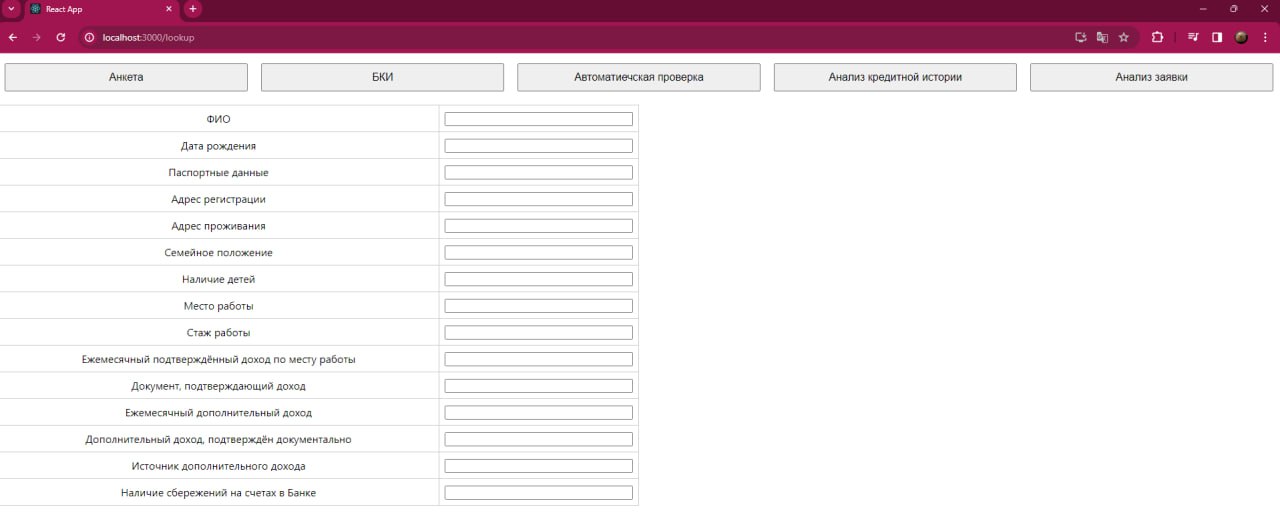 React App
localhost:3000/lookup
Анкета БКИ Автоматиечская проверка Анализ кредитной истории Анализ заявки
ФИО
Дата рождения
Паспортные данные
Адрес регистрации
Адрес проживания
Семейное положение
Наличие детей
Место работы
Стаж работы
Ежемесячный подтверждённый доход по месту работы
Документ, подтверждающий доход
Ежемесячный дополнительный доход
Дополнительный доход, подтверждён документально
Источник дополнительного дохода
Наличие сбережений на счетах в Банке